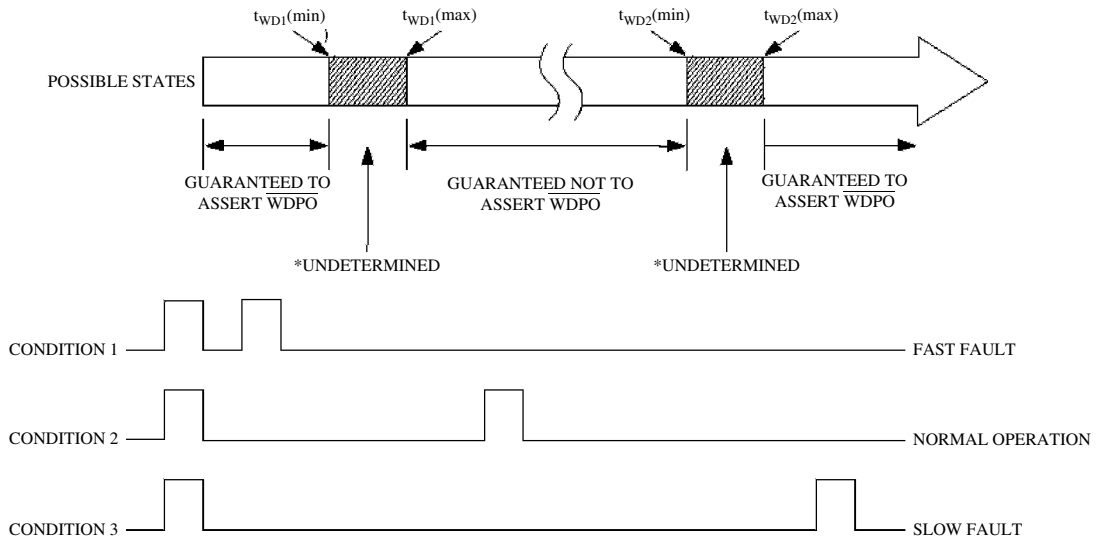 tWD1(min)
tWD1(max)
tWD2(min)
tWD2(max)
POSSIBLE STATES
GUARANTEED TO
ASSERT WDPO
GUARANTEED NOT TO
ASSERT WDPO
GUARANTEED TO
ASSERT WDPO
*UNDETERMINED
*UNDETERMINED
CONDITION 1
FAST FAULT
CONDITION 2
NORMAL OPERATION
CONDITION 3
SLOW FAULT